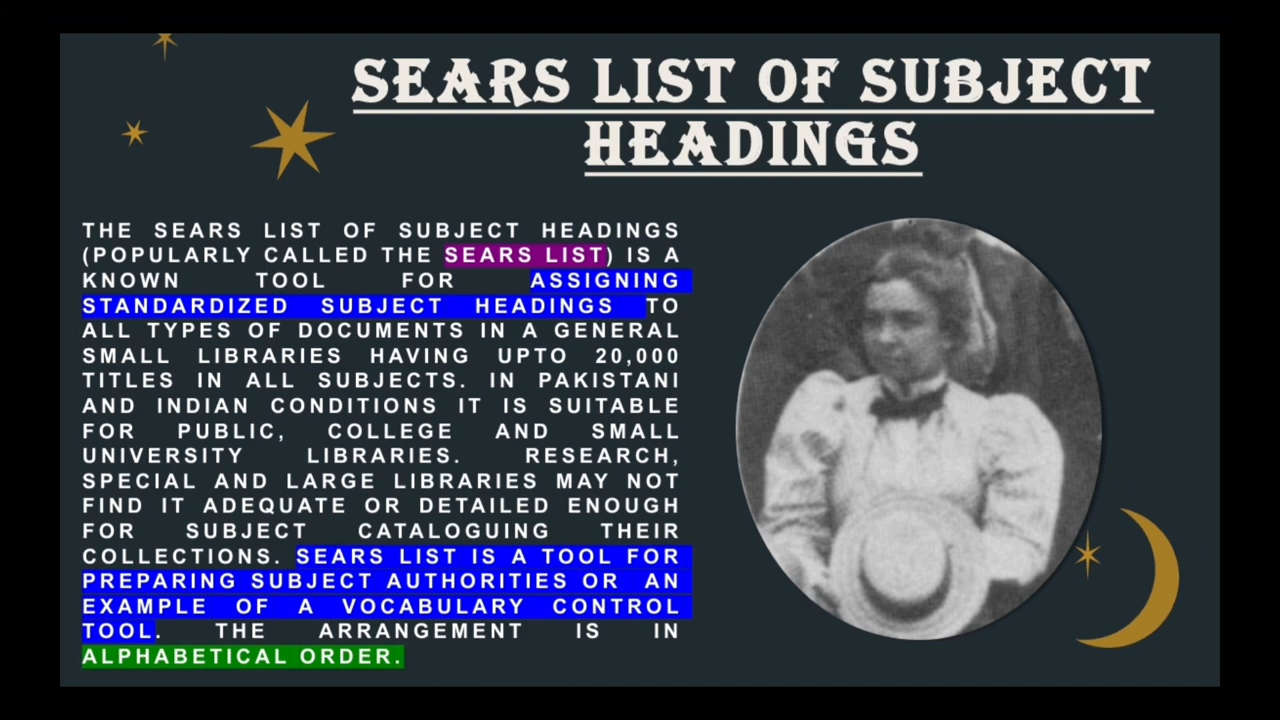 SEARS LIST OF SUBJECT
HEADINGS
THE SEARS LIST OF SUBJECT HEADINGS
(POPULARLY CALLED THE SEARS LIST) IS A
KNOWN TOOL FOR ASSIGNING
STANDARDIZED SUBJECT HEADINGS TO
ALL TYPES OF DOCUMENTS IN A GENERAL
SMALL LIBRARIES HAVING UPTO 20,000
TITLES IN ALL SUBJECTS. IN PAKISTANI
AND INDIAN CONDITIONS IT IS SUITABLE
FOR PUBLIC, COLLEGE AND SMALL
UNIVERSITY LIBRARIES. RESEARCH,
SPECIAL AND LARGE LIBRARIES MAY NOT
FIND IT ADEQUATE OR DETAILED ENOUGH
FOR SUBJECT CATALOGUING THEIR
COLLECTIONS. SEARS LIST IS A TOOL FOR
PREPARING SUBJECT AUTHORITIES OR AN
EXAMPLE OF A VOCABULARY CONTROL
TOOL. THE ARRANGEMENT IS IN
ALPHABETICAL ORDER.